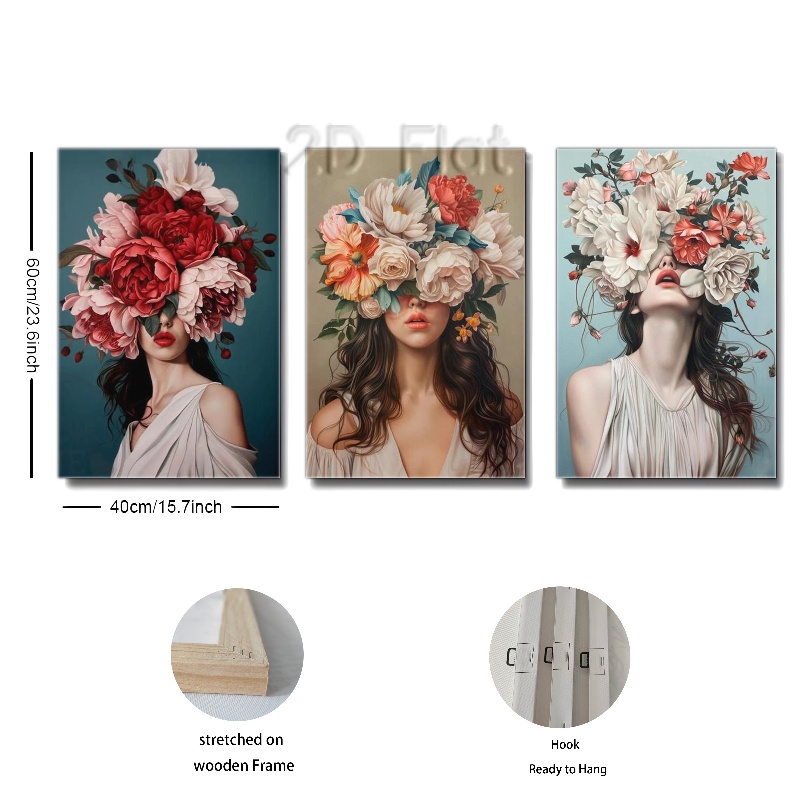 2D Flat
60cm/23.6inch
40cm/15.7inch
stretched on
wooden Frame
Hook
Ready to Hang